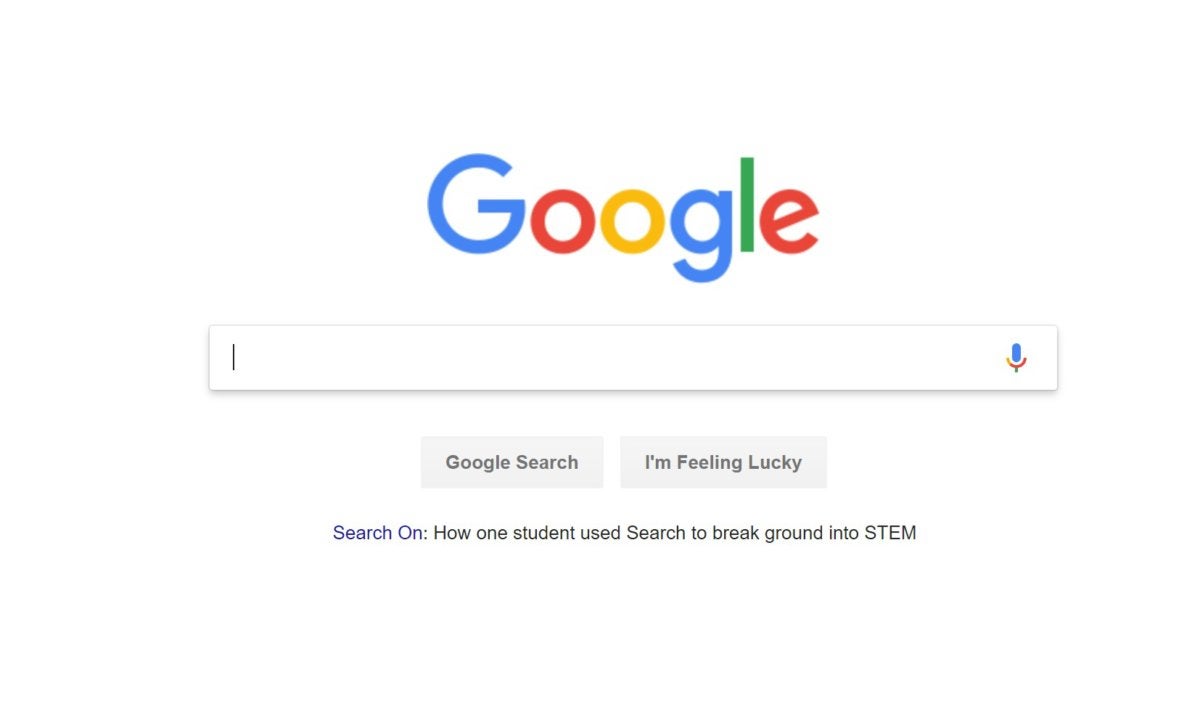 Google
Google Search
I'm Feeling Lucky
Search On: How one student used Search to break ground into STEM